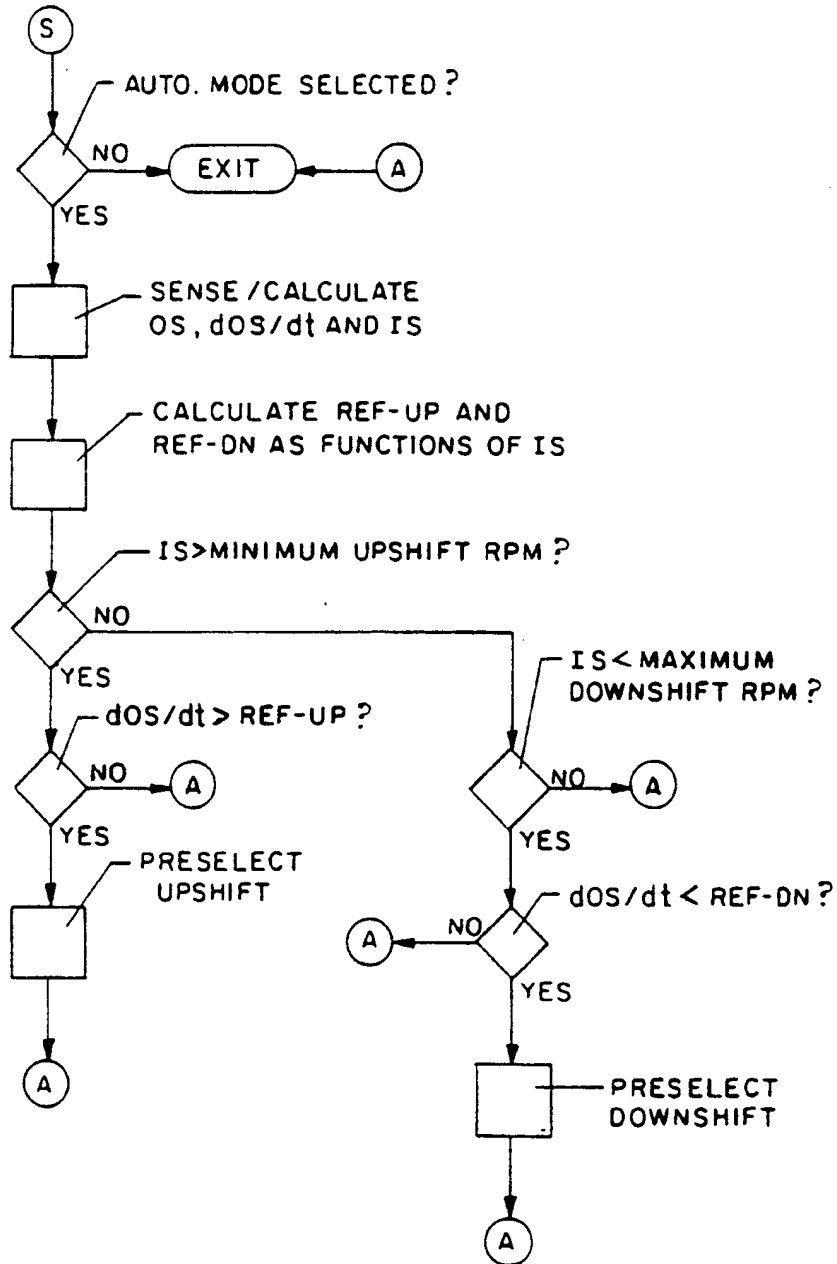 S
AUTO. MODE SELECTED?
NO
EXIT
A
YES
SENSE/CALCULATE
OS, dOS/dt AND IS
CALCULATE REF-UP AND
REF-DN AS FUNCTIONS OF IS
IS>MINIMUM UPSHIFT RPM?
NO
YES
IS<MAXIMUM
DOWNSHIFT RPM?
dOS/dt > REF-UP?
NO
A
YES
NO
A
YES
PRESELECT
UPSHIFT
dOS/dt < REF-DN?
NO
A
YES
A
PRESELECT
DOWNSHIFT
A